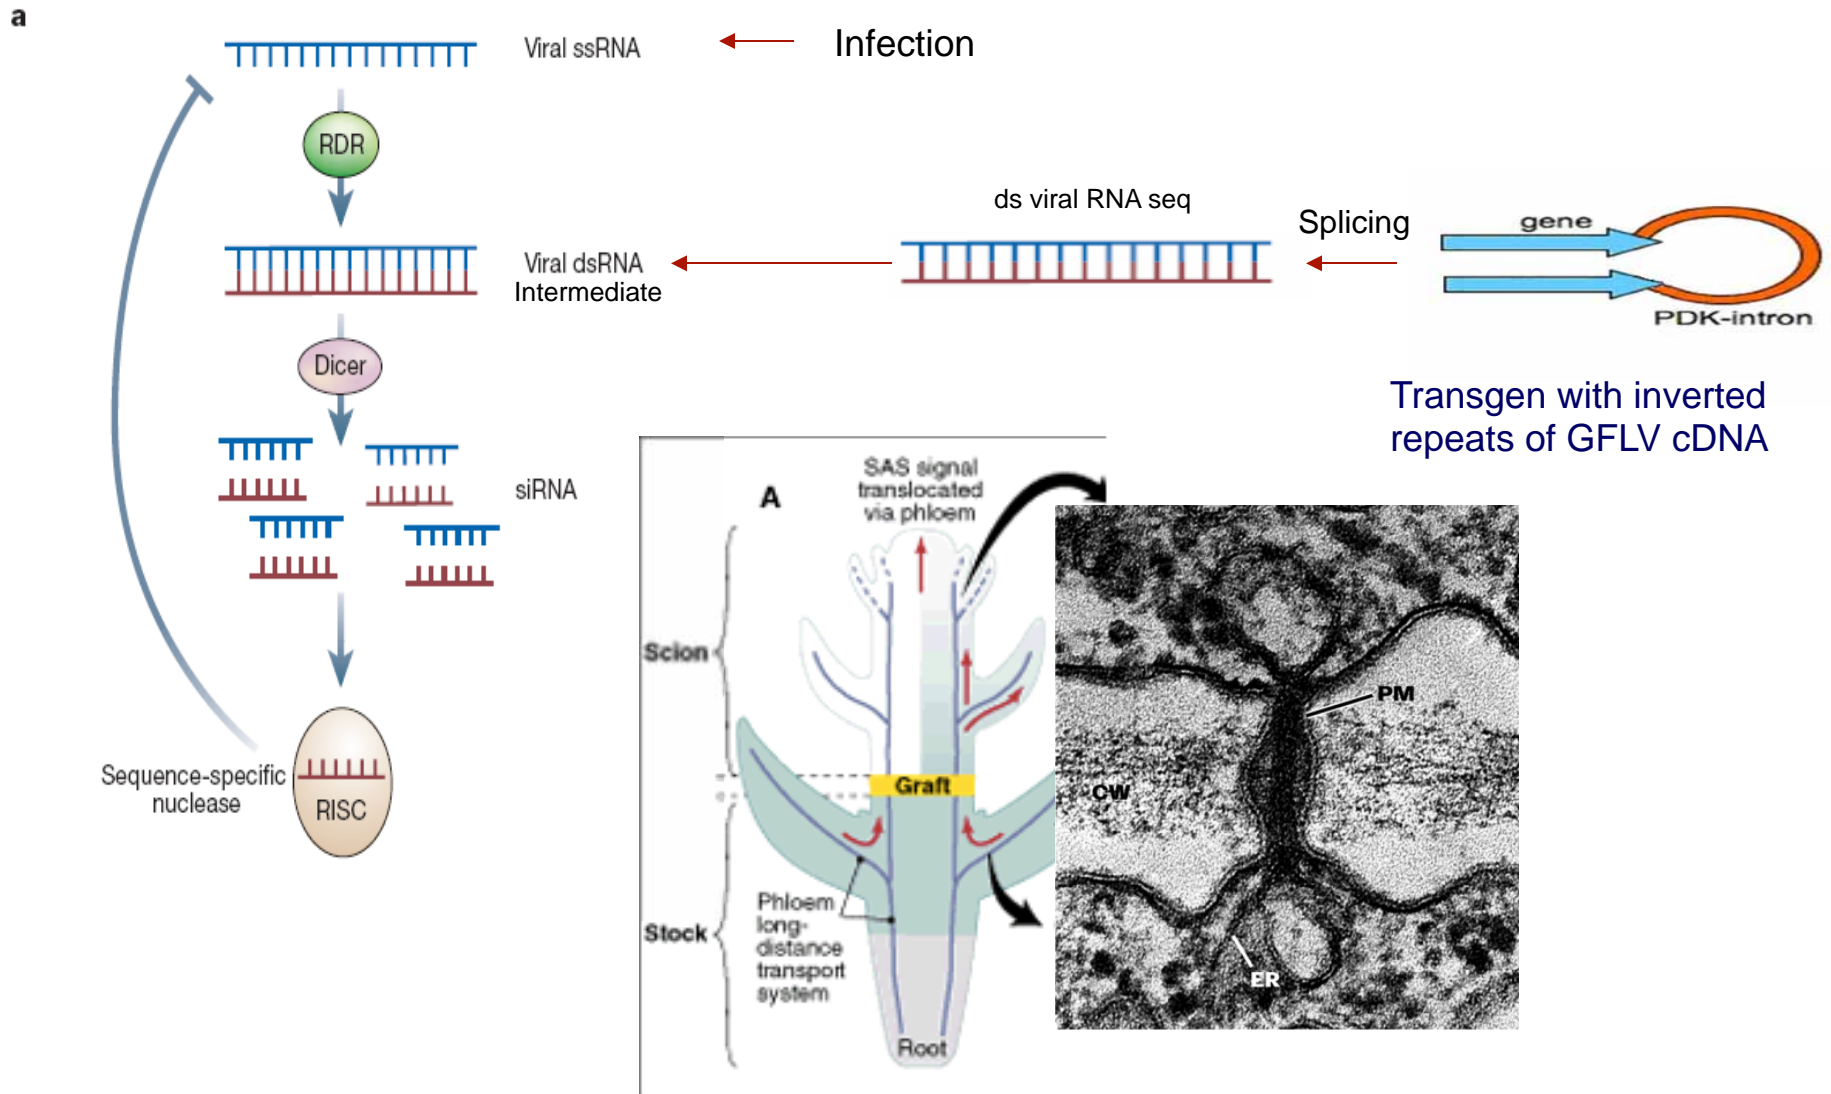 a
Viral ssRNA
Infection
RDR
ds viral RNA seq
Splicing
gene
PDK-intron
Viral dsRNA
Intermediate
Dicer
Transgen with inverted
repeats of GFLV cDNA
siRNA
A
SAS signal
translocated
via phloem
Scion
PM
CW
Graft
Sequence-specific
nuclease
RISC
Phloem
long-
distance
transport
system
Stock
ER
Root